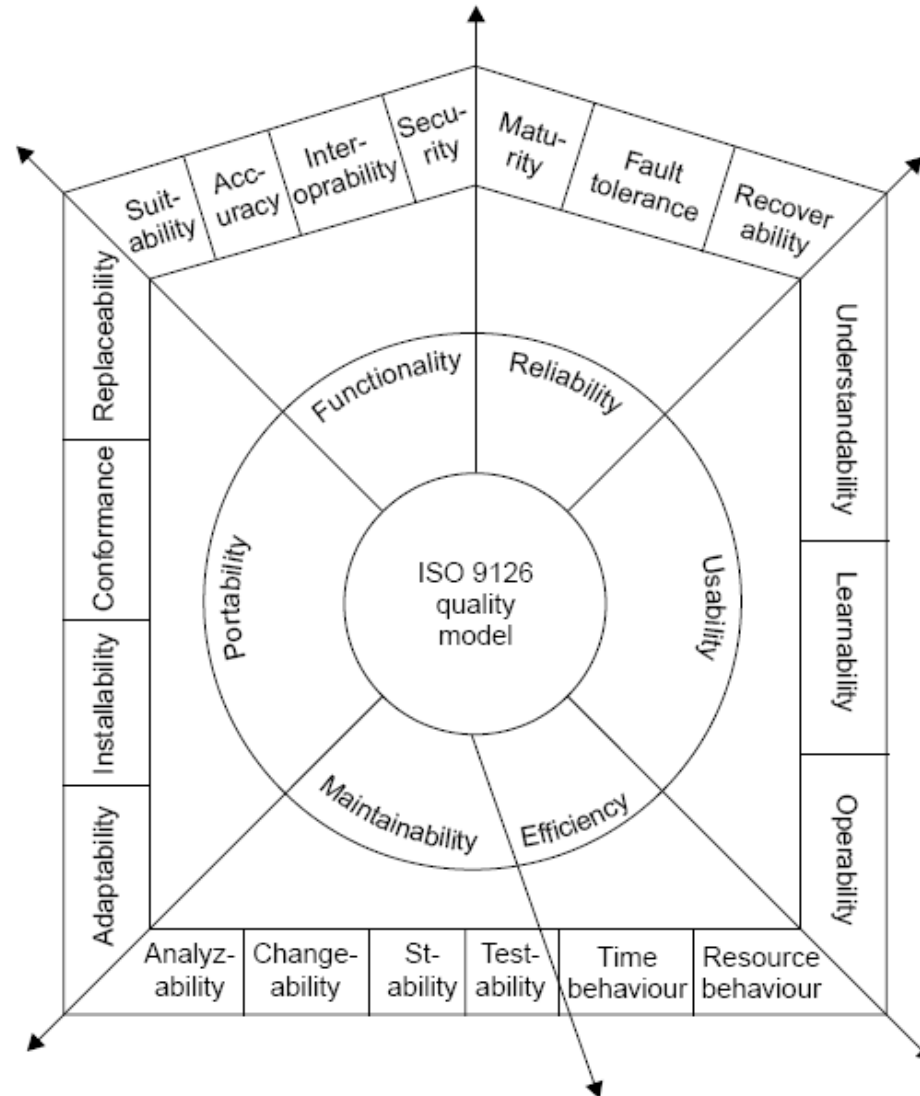 Suit-
ability
Acc-
uracy
Inter-
oprability
Secu-
rity
Matu-
rity
Fault
tolerance
Recover
ability
Replaceability
Conformance
Installability
Adaptability
Functionality
Reliability
Portability
ISO 9126
quality
model
Usability
Maintainability
Efficiency
Understandability
Learnability
Operability
Analyz-
ability
Change-
ability
St-
ability
Test-
ability
Time
behaviour
Resource
behaviour